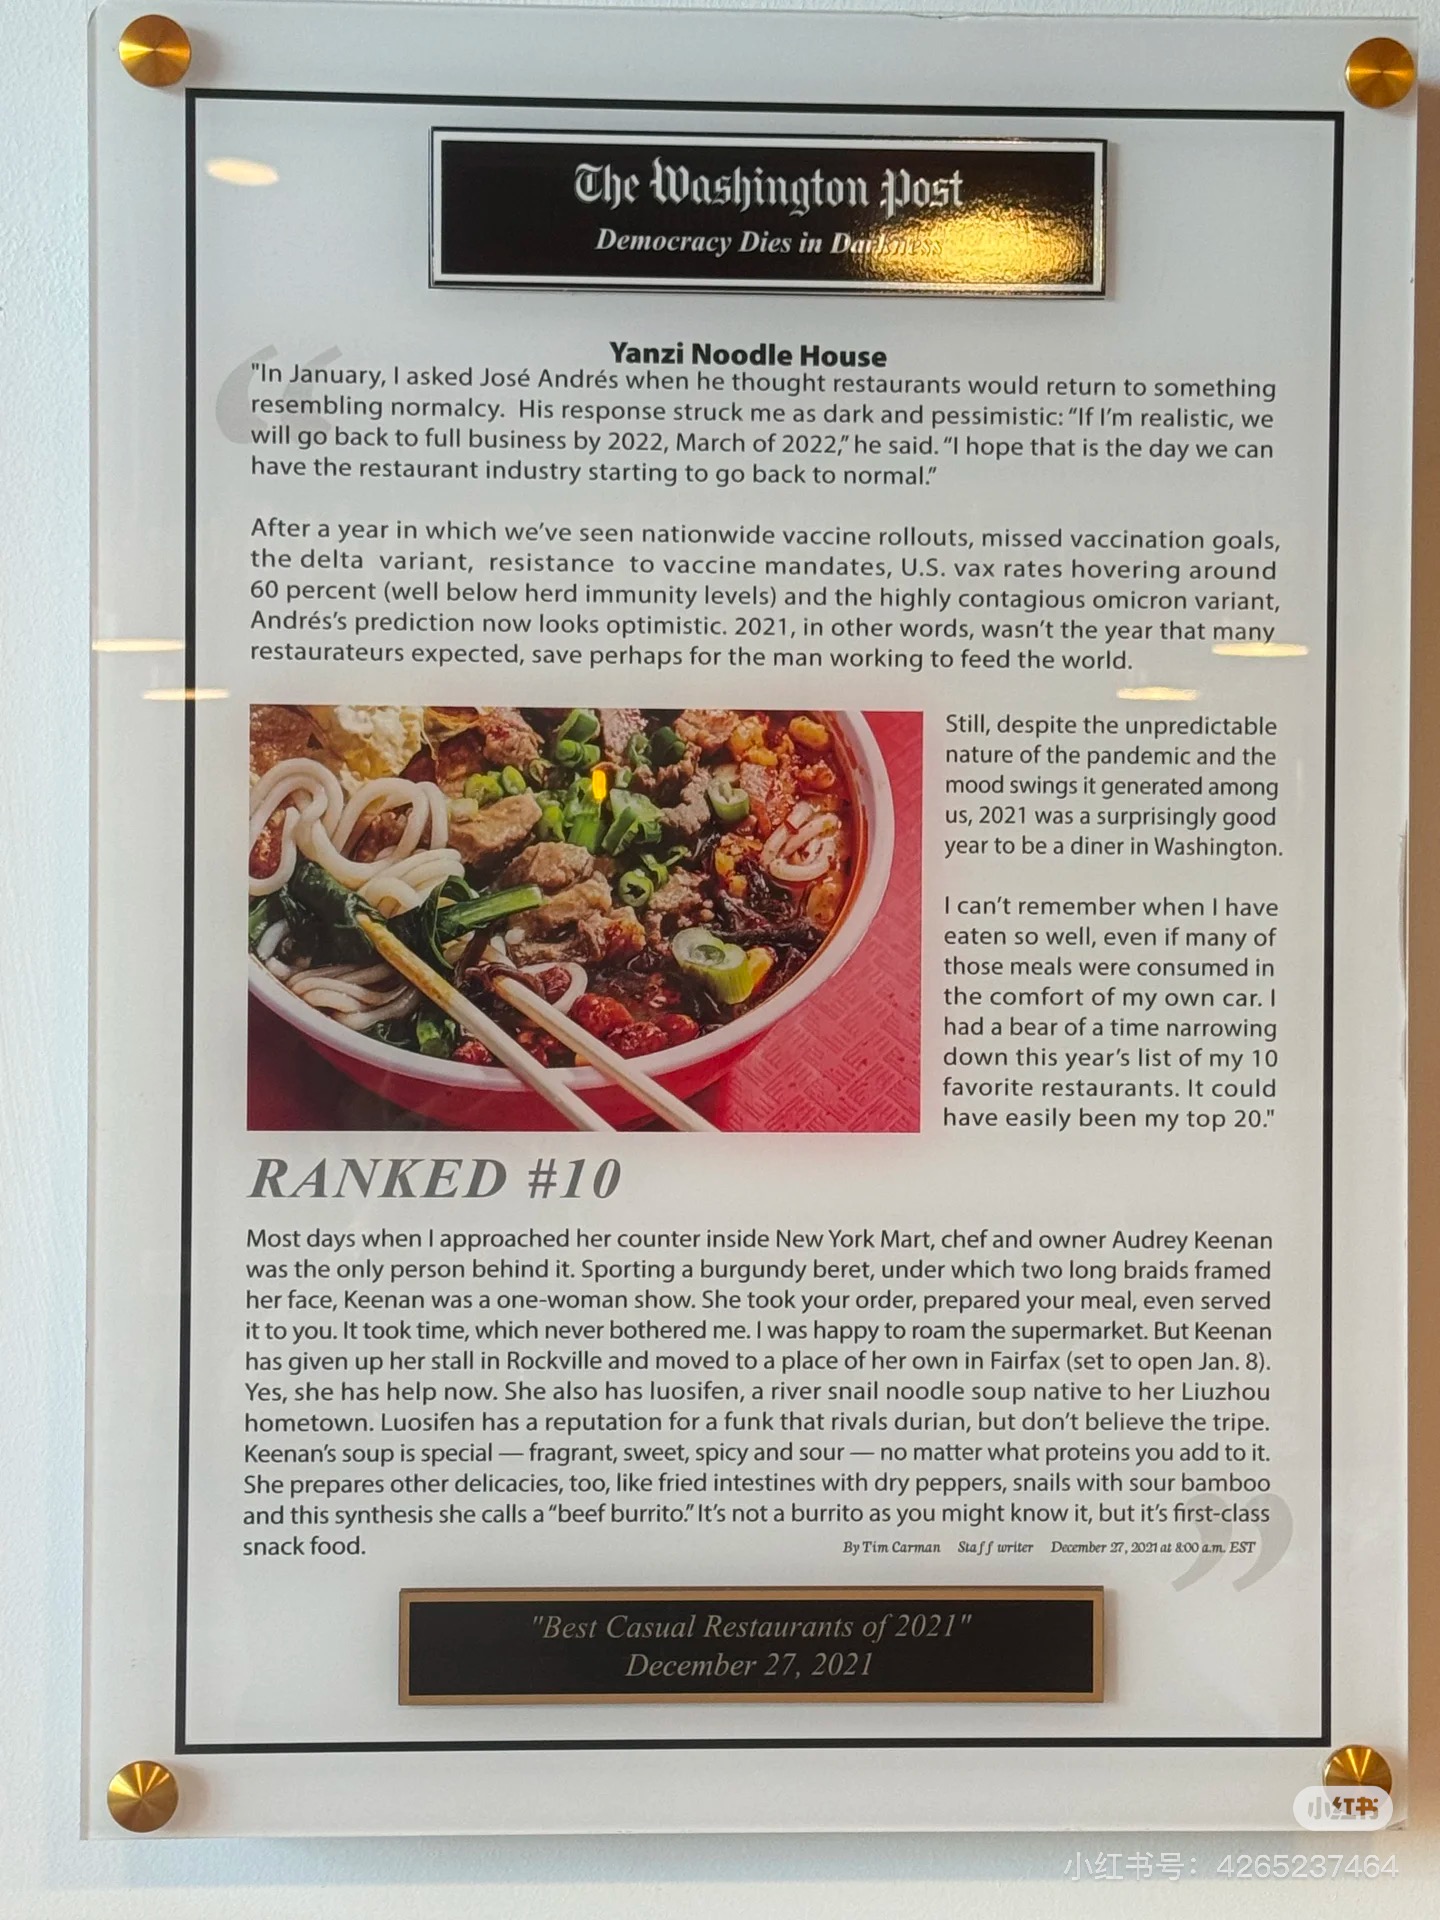 The Washington Post
Democracy Dies in Darkness
Yanzi Noodle House
"In January, I asked José Andrés when he thought restaurants would return to something
resembling normalcy.  His response struck me as dark and pessimistic: “If I’m realistic, we
will go back to full business by 2022, March of 2022,” he said. “I hope that is the day we can
have the restaurant industry starting to go back to normal.”
After a year in which we’ve seen nationwide vaccine rollouts, missed vaccination goals,
the delta variant, resistance to vaccine mandates, U.S. vax rates hovering around
60 percent (well below herd immunity levels) and the highly contagious omicron variant,
Andrés’s prediction now looks optimistic. 2021, in other words, wasn’t the year that many
restaurateurs expected, save perhaps for the man working to feed the world.
Still, despite the unpredictable
nature of the pandemic and the
mood swings it generated among
us, 2021 was a surprisingly good
year to be a diner in Washington.
I can’t remember when I have
eaten so well, even if many of
those meals were consumed in
the comfort of my own car. I
had a bear of a time narrowing
down this year’s list of my 10
favorite restaurants. It could
have easily been my top 20."
RANKED #10
Most days when I approached her counter inside New York Mart, chef and owner Audrey Keenan
was the only person behind it. Sporting a burgundy beret, under which two long braids framed
her face, Keenan was a one-woman show. She took your order, prepared your meal, even served
it to you. It took time, which never bothered me. I was happy to roam the supermarket. But Keenan
has given up her stall in Rockville and moved to a place of her own in Fairfax (set to open Jan. 8).
Yes, she has help now. She also has luosifen, a river snail noodle soup native to her Liuzhou
hometown. Luosifen has a reputation for a funk that rivals durian, but don’t believe the tripe.
Keenan’s soup is special — fragrant, sweet, spicy and sour — no matter what proteins you add to it.
She prepares other delicacies, too, like fried intestines with dry peppers, snails with sour bamboo
and this synthesis she calls a “beef burrito.” It’s not a burrito as you might know it, but it’s first-class
snack food.
By Tim Carman Staff writer December 27, 2021 at 8:00 a.m. EST
"Best Casual Restaurants of 2021"
December 27, 2021
小红书
小红书号：4265237464